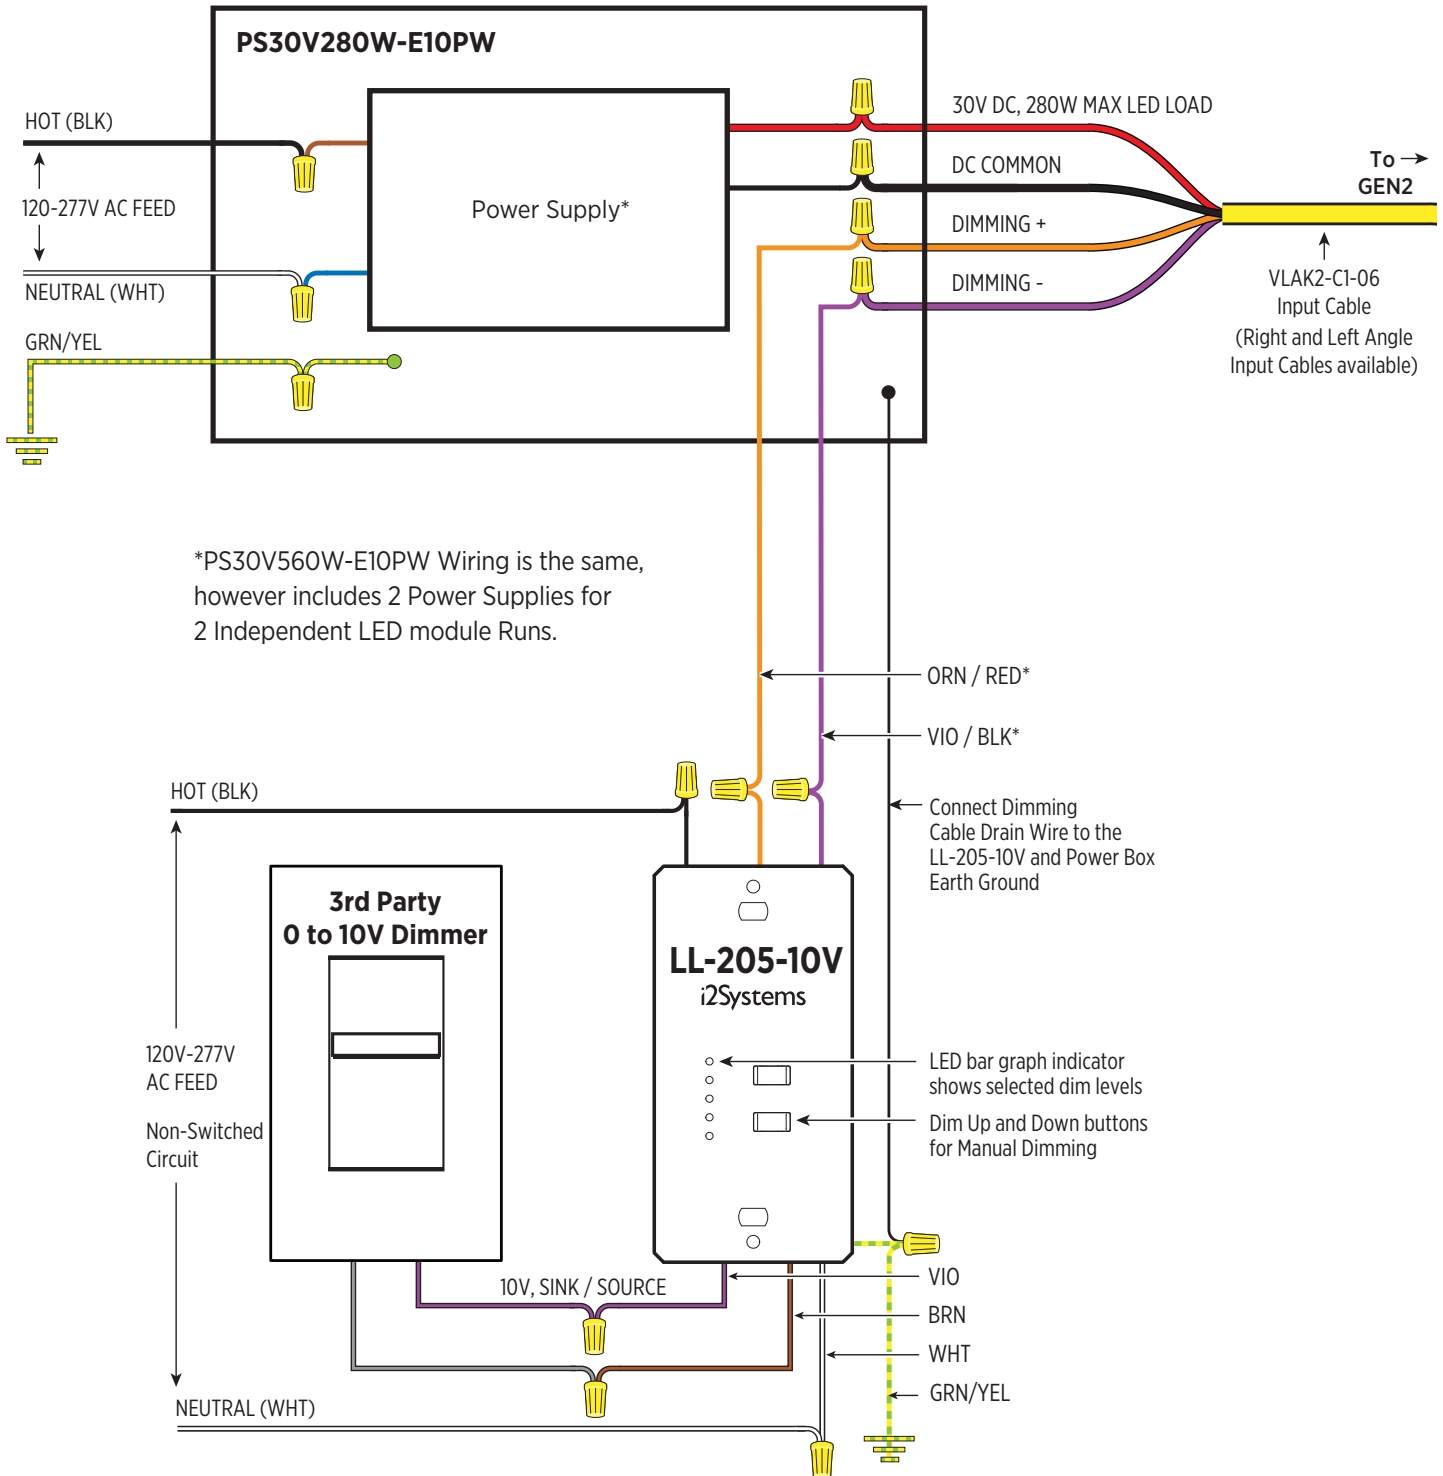 PS30V280W-E10PW
HOT (BLK)
120-277V AC FEED
NEUTRAL (WHT)
GRN/YEL
Power Supply*
30V DC, 280W MAX LED LOAD
DC COMMON
DIMMING +
DIMMING -
To →
GEN2
VLAK2-C1-06
Input Cable
(Right and Left Angle
Input Cables available)
*PS30V560W-E10PW Wiring is the same,
however includes 2 Power Supplies for
2 Independent LED module Runs.
ORN / RED*
VIO / BLK*
Connect Dimming
Cable Drain Wire to the
LL-205-10V and Power Box
Earth Ground
HOT (BLK)
120V-277V
AC FEED
Non-Switched
Circuit
NEUTRAL (WHT)
3rd Party
0 to 10V Dimmer
LL-205-10V
i2Systems
LED bar graph indicator
shows selected dim levels
Dim Up and Down buttons
for Manual Dimming
10V, SINK / SOURCE
VIO
BRN
WHT
GRN/YEL